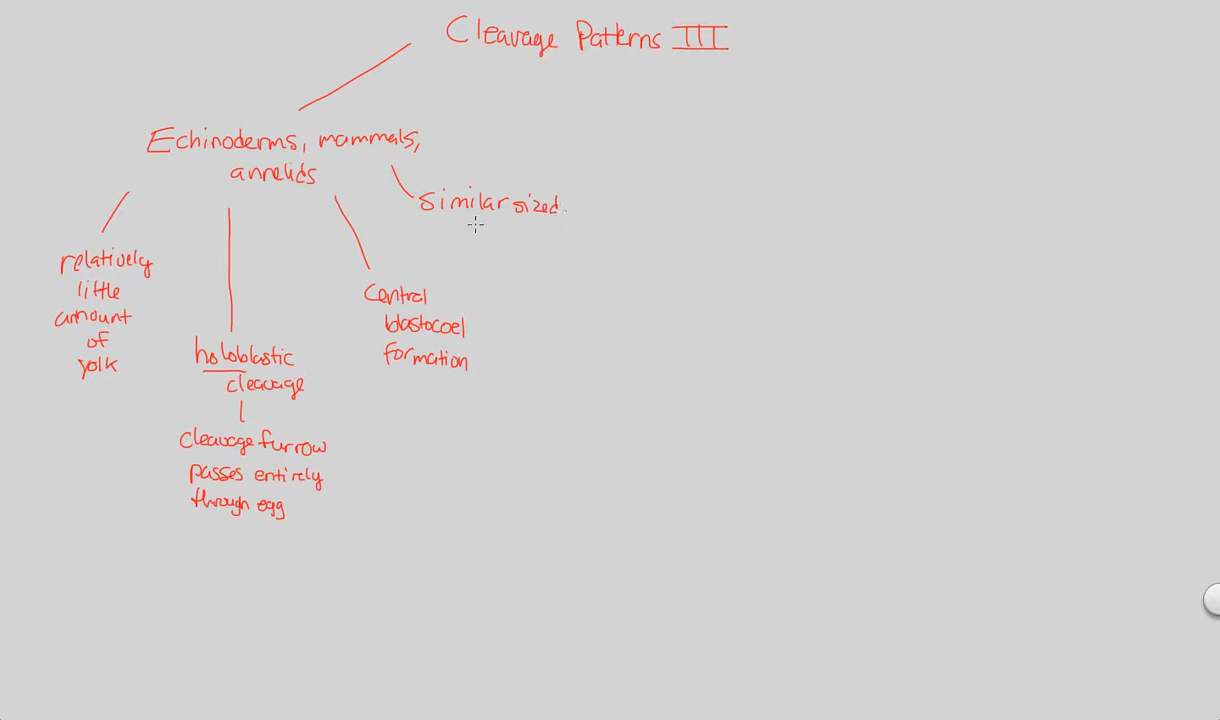 Cleavage Patterns III
Echinoderms, mammals,
annelids
similar sized
relatively
little
amount
of
yolk
central
blastocoel
formation
holoblastic
cleavage
cleavage furrow
passes entirely
through egg